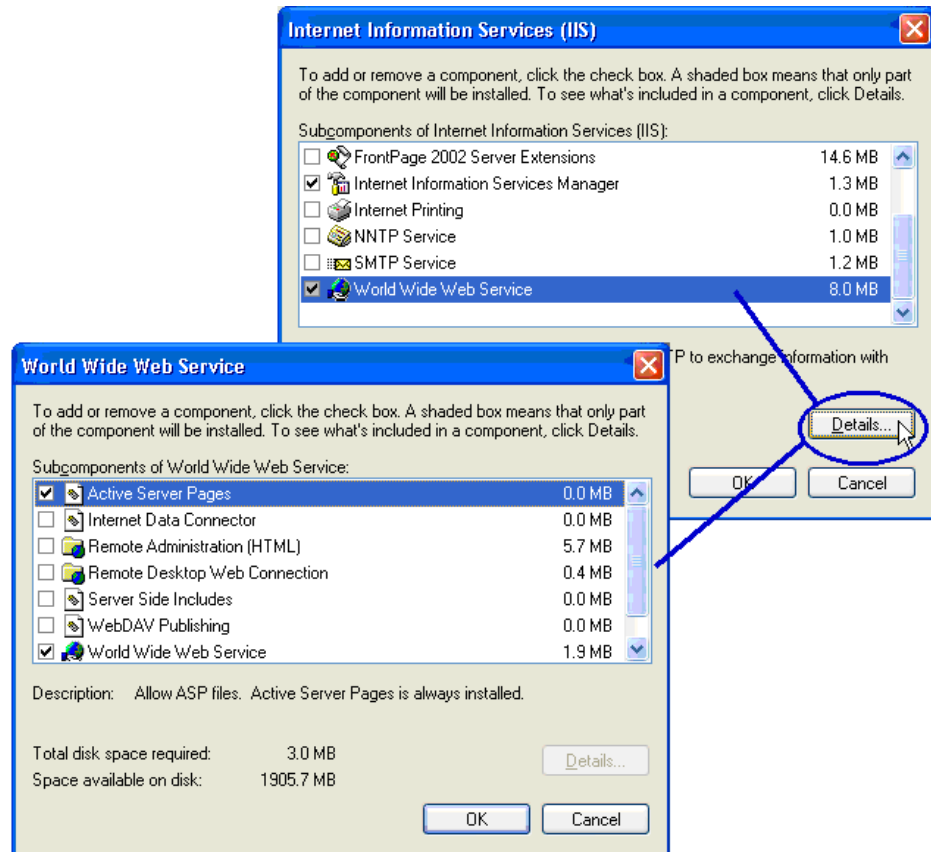 Internet Information Services (IIS)
To add or remove a component, click the check box. A shaded box means that only part
of the component will be installed. To see what's included in a component, click Details.
Subcomponents of Internet Information Services (IIS):
FrontPage 2002 Server Extensions 14.6 MB
Internet Information Services Manager 1.3 MB
Internet Printing 0.0 MB
NNTP Service 1.0 MB
SMTP Service 1.2 MB
World Wide Web Service 8.0 MB
TP to exchange information with
Details...
OK Cancel
World Wide Web Service
To add or remove a component, click the check box. A shaded box means that only part
of the component will be installed. To see what's included in a component, click Details.
Subcomponents of World Wide Web Service:
Active Server Pages 0.0 MB
Internet Data Connector 0.0 MB
Remote Administration (HTML) 5.7 MB
Remote Desktop Web Connection 0.4 MB
Server Side Includes 0.0 MB
WebDAV Publishing 0.0 MB
World Wide Web Service 1.9 MB
Description: Allow ASP files. Active Server Pages is always installed.
Total disk space required: 3.0 MB
Space available on disk: 1905.7 MB
Details...
OK Cancel